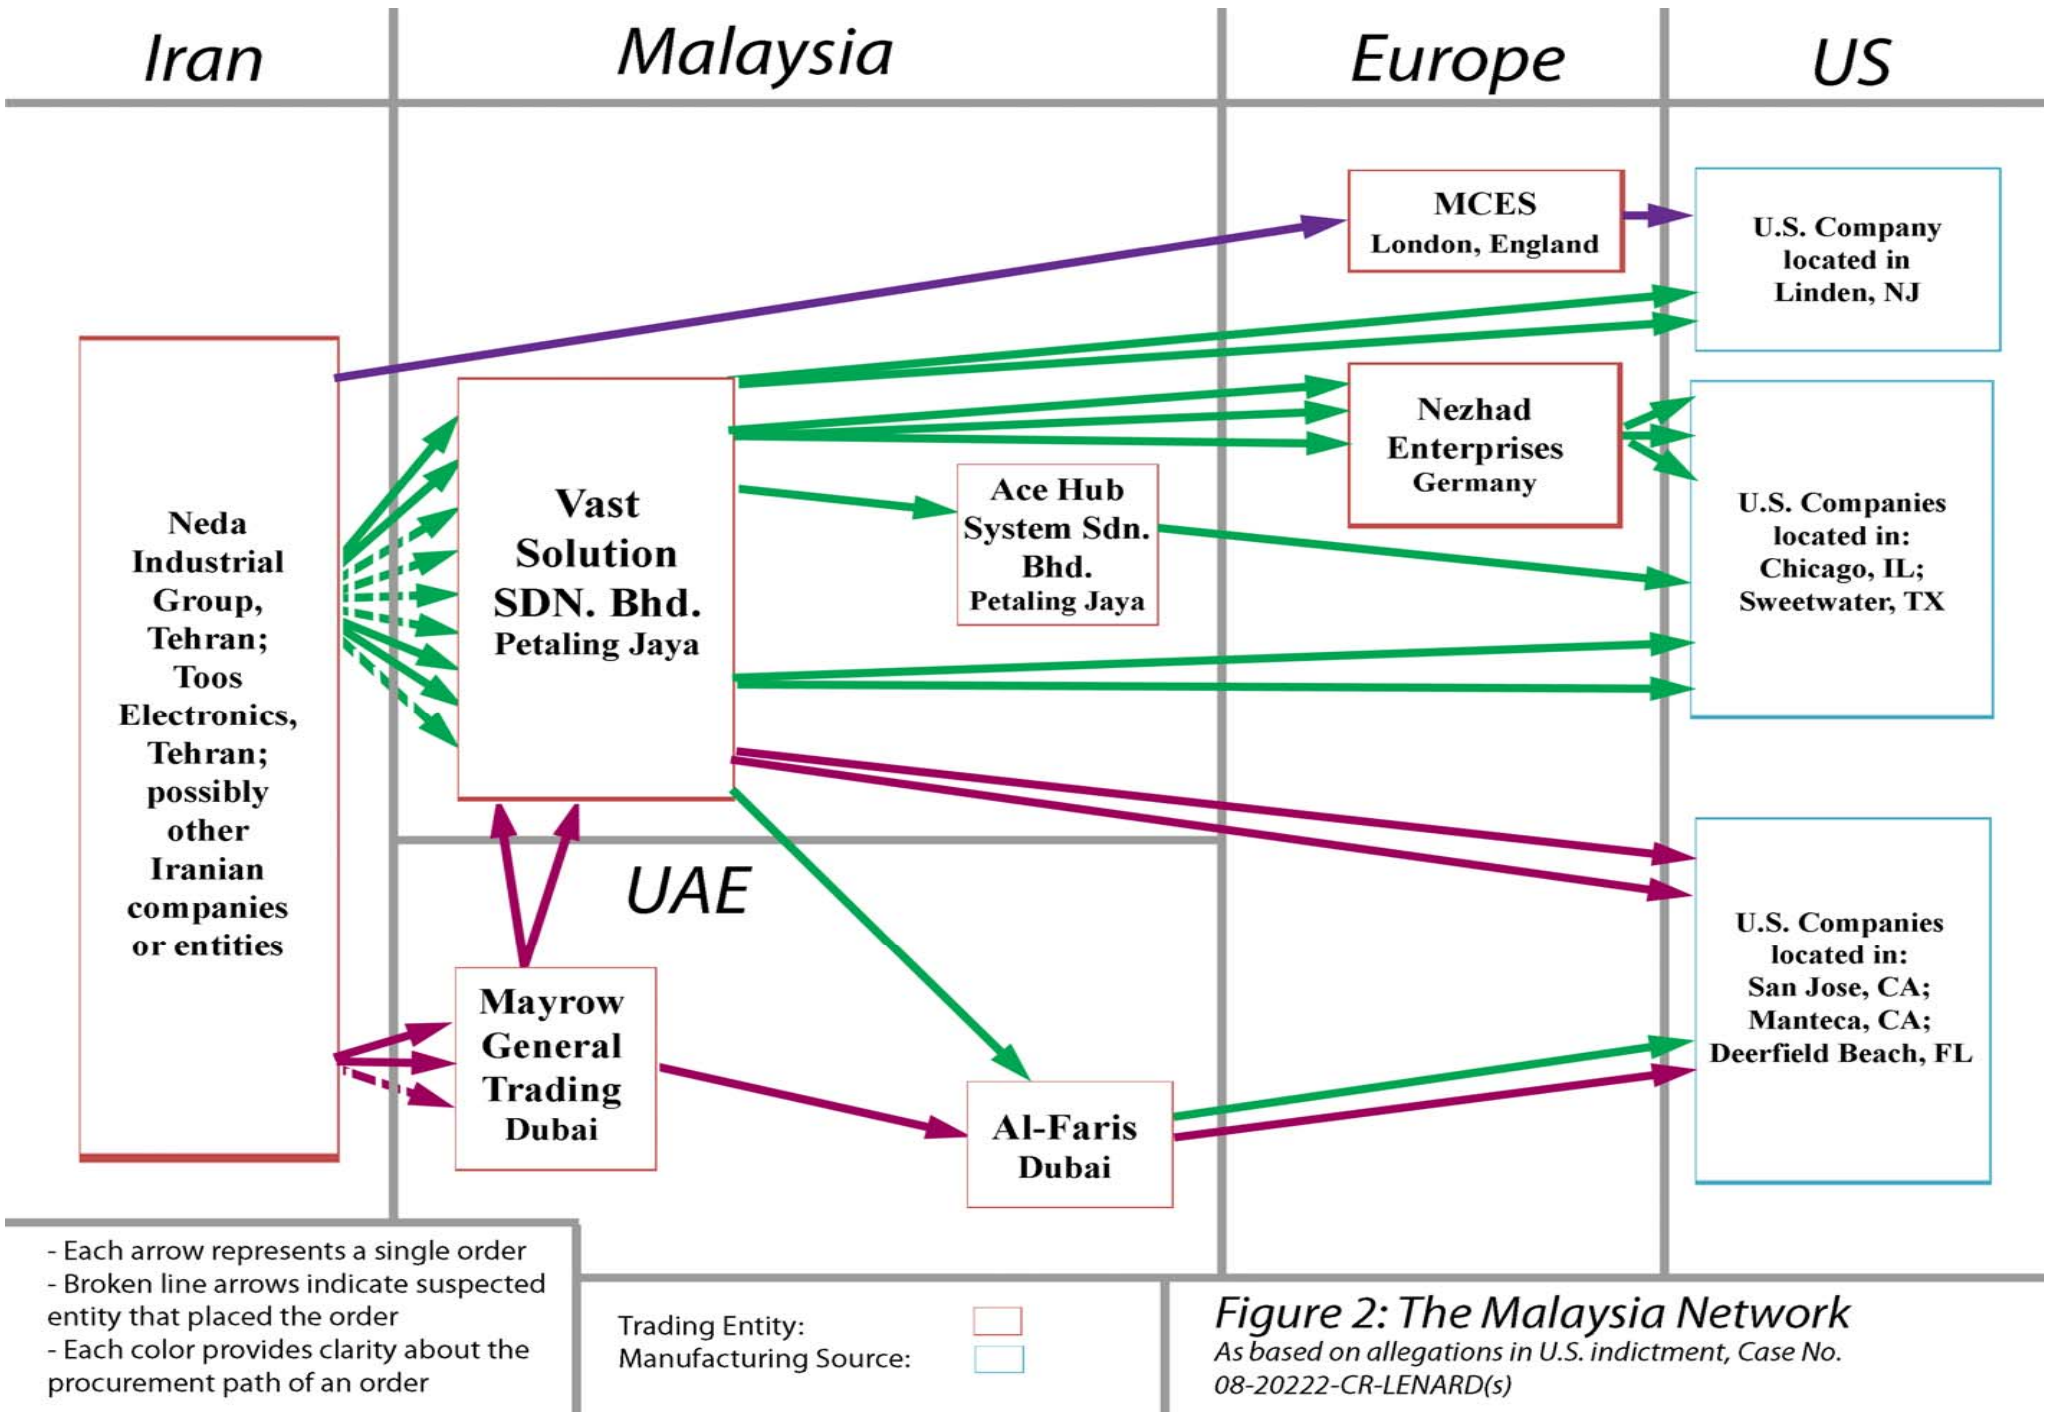 Iran
Malaysia
Europe
US
MCES
London, England
U.S. Company
located in
Linden, NJ
Neda
Industrial
Group,
Tehran;
Toos
Electronics,
Tehran;
possibly
other
Iranian
companies
or entities
Vast
Solution
SDN. Bhd.
Petaling Jaya
Ace Hub
System Sdn.
Bhd.
Petaling Jaya
Nezhad
Enterprises
Germany
U.S. Companies
located in:
Chicago, IL;
Sweetwater, TX
UAE
Mayrow
General
Trading
Dubai
Al-Faris
Dubai
U.S. Companies
located in:
San Jose, CA;
Manteca, CA;
Deerfield Beach, FL
- Each arrow represents a single order
- Broken line arrows indicate suspected
entity that placed the order
- Each color provides clarity about the
procurement path of an order
Trading Entity:
Manufacturing Source:
Figure 2: The Malaysia Network
As based on allegations in U.S. indictment, Case No.
08-20222-CR-LENARD(s)